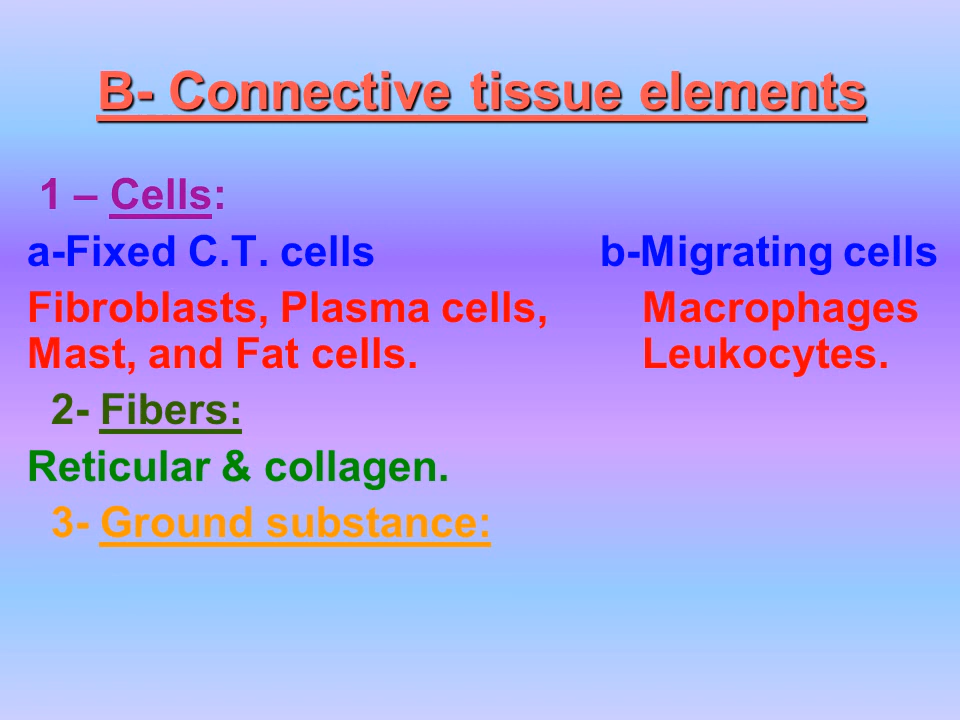 B- Connective tissue elements
1 – Cells:
a-Fixed C.T. cells b-Migrating cells
Fibroblasts, Plasma cells, Macrophages
Mast, and Fat cells. Leukocytes.
2- Fibers:
Reticular & collagen.
3- Ground substance: